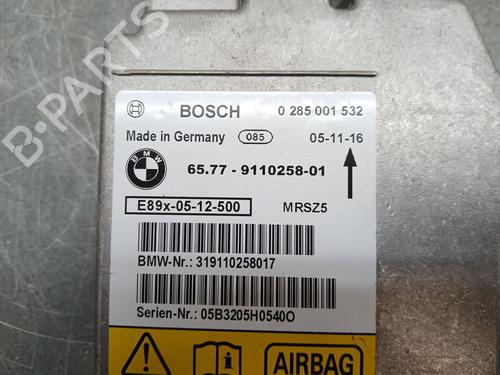 BOSCH 0 285 001 532
Made in Germany 085 05-11-16
BMW 65.77 - 9110258-01
E89x-05-12-500 MRSZ5
BMW-Nr.: 319110258017
Serien-Nr.: 05B3205H0540O
AIRBAG
B-Parts